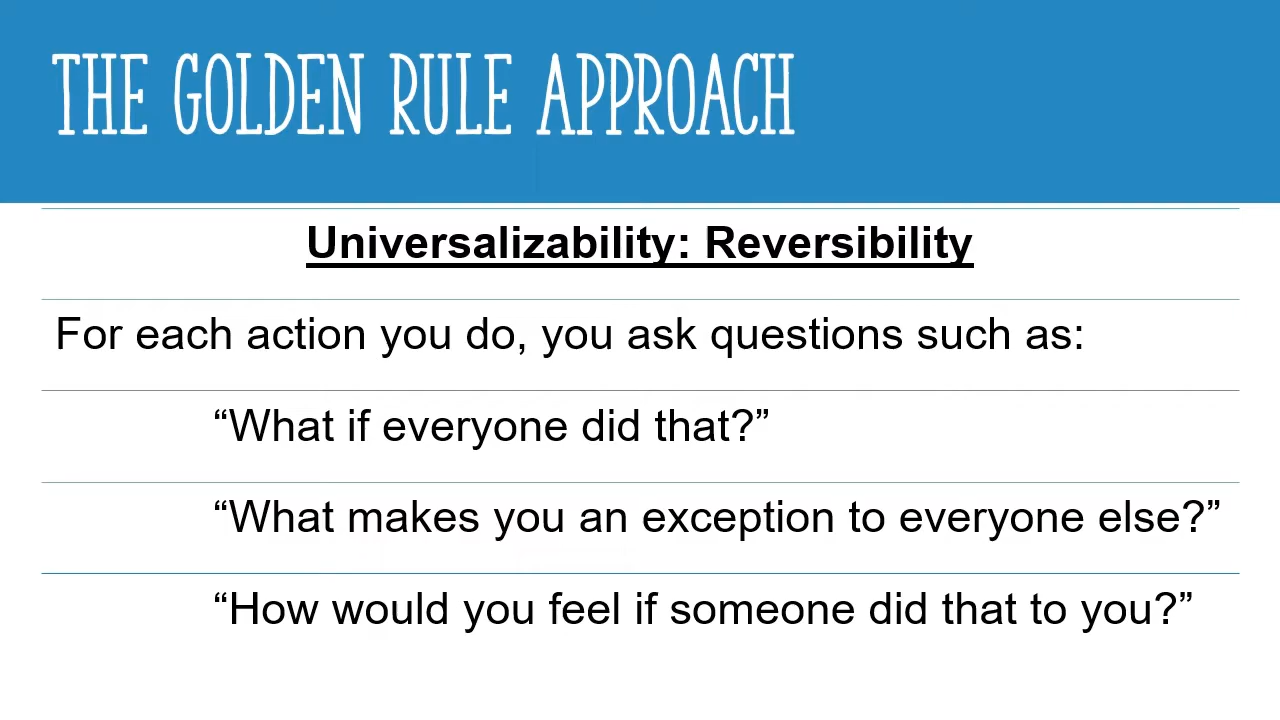 THE GOLDEN RULE APPROACH
Universalizability: Reversibility
For each action you do, you ask questions such as:
“What if everyone did that?”
“What makes you an exception to everyone else?”
“How would you feel if someone did that to you?”